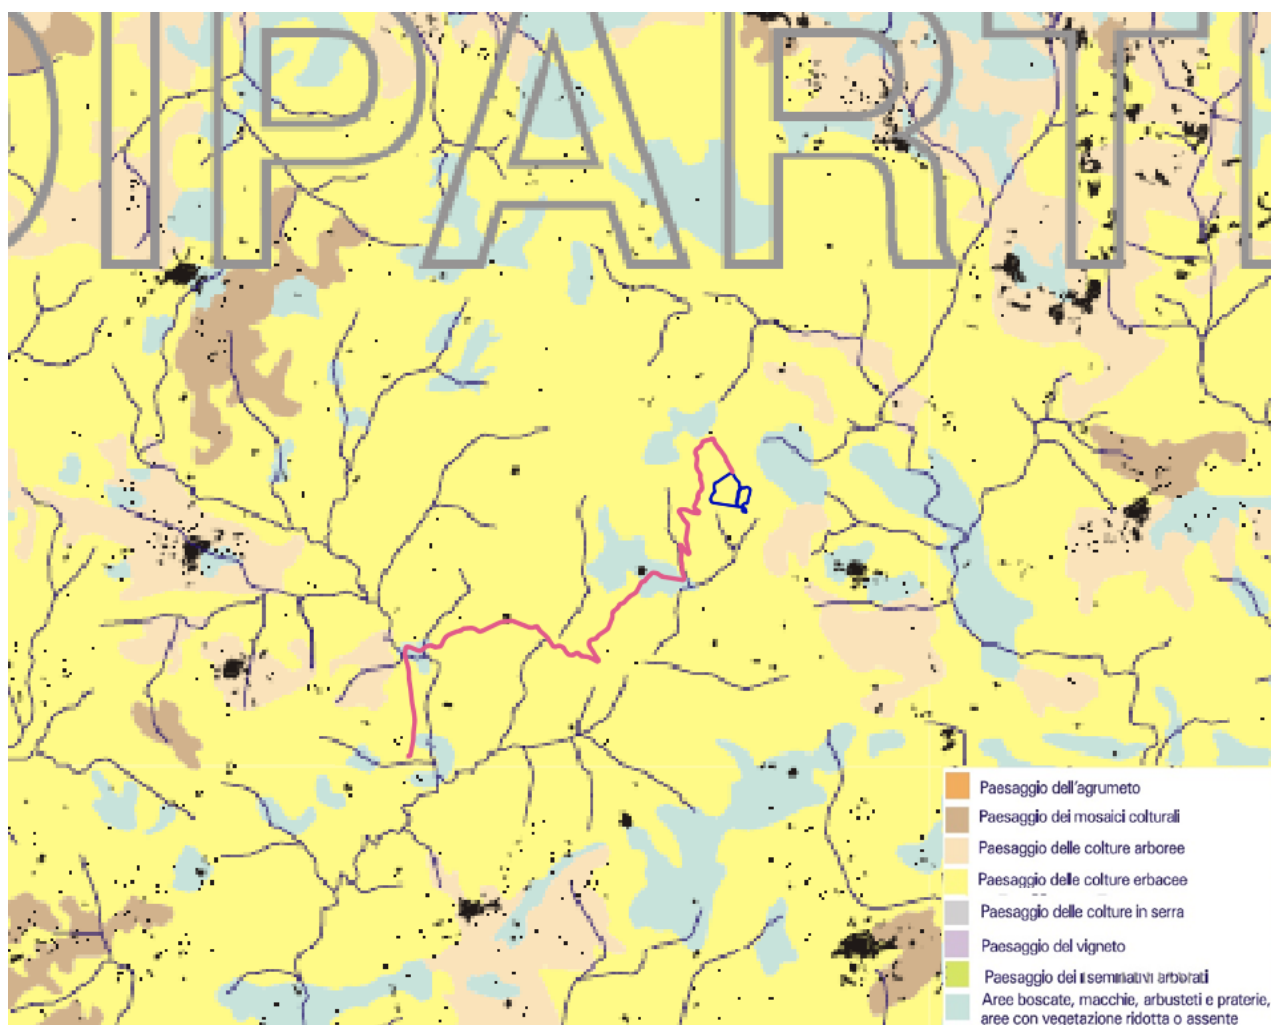 DIPARTI
Paesaggio dell'agrumeto
Paesaggio dei mosaici colturali
Paesaggio delle colture arboree
Paesaggio delle colture erbacee
Paesaggio delle colture in serra
Paesaggio del vigneto
Paesaggio dei seminativi arborati
Aree boscate, macchie, arbusteti e praterie,
aree con vegetazione ridotta o assente